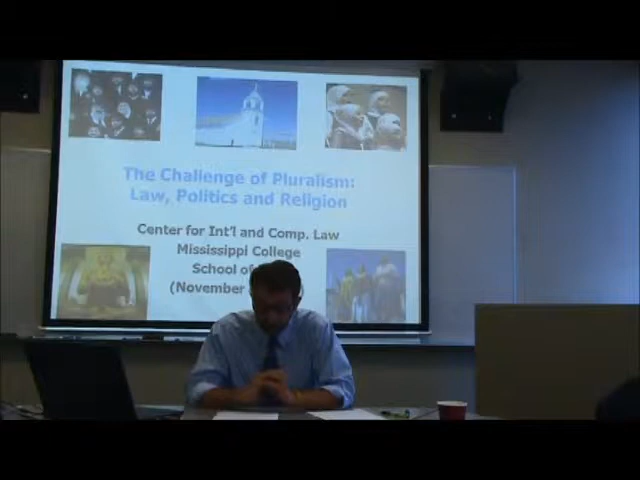 The Challenge of Pluralism:
Law, Politics and Religion
Center for Int'l and Comp. Law
Mississippi College
School of
(November